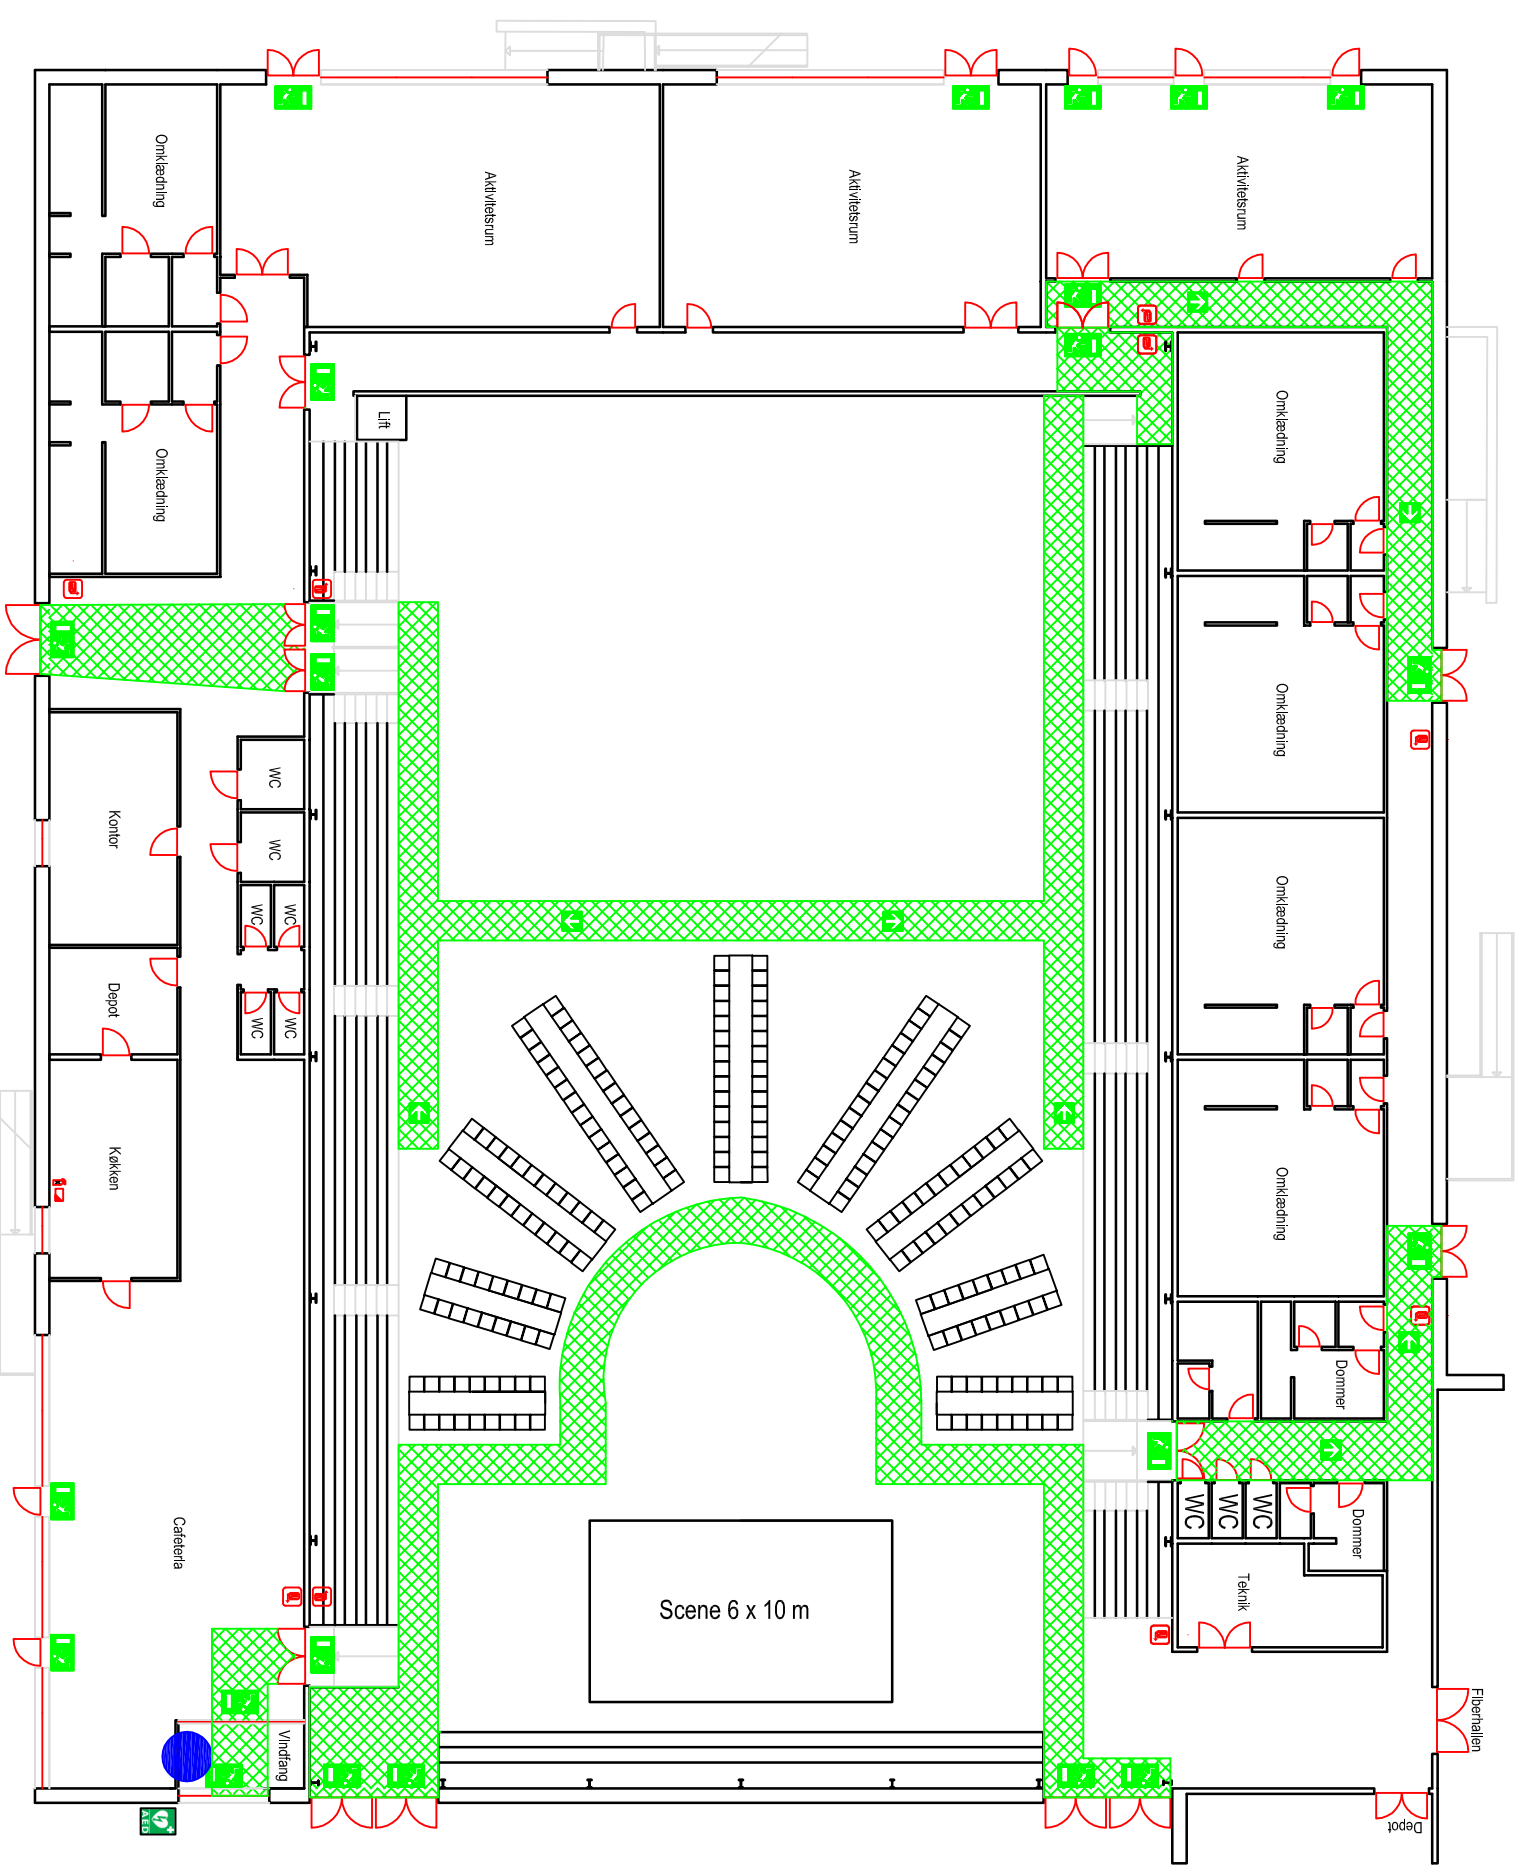 Omklædning
Aktivitetsrum
Aktivitetsrum
Aktivitetsrum
Lift
Omklædning
Omklædning
Omklædning
Omklædning
Omklædning
WC
WC
WC
WC
WC
WC
Kontor
Depot
Køkken
Dommer
WC
WC
WC
Dommer
Teknik
Cafeteria
Scene 6 x 10 m
Vindfang
Fiberhallen
Depot
AED